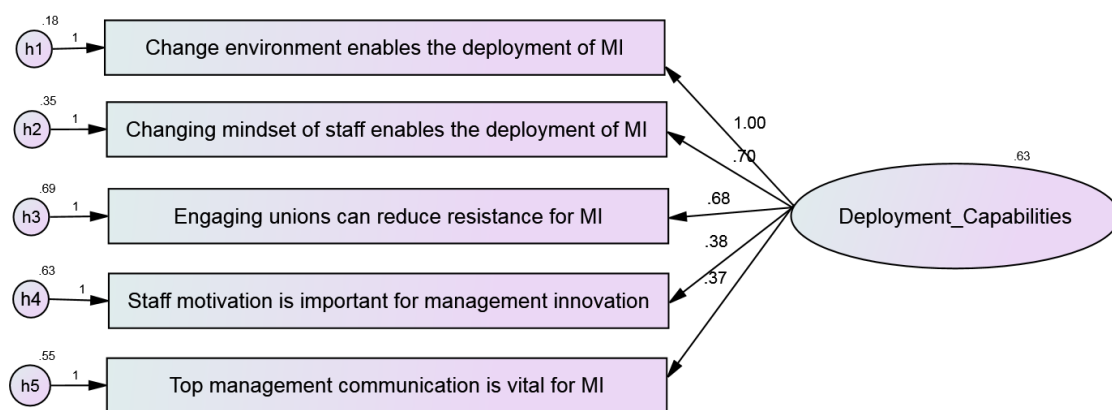 .18
h1
1
Change environment enables the deployment of MI
.35
h2
1
Changing mindset of staff enables the deployment of MI
.69
h3
1
Engaging unions can reduce resistance for MI
.63
h4
1
Staff motivation is important for management innovation
.55
h5
1
Top management communication is vital for MI
1.00
.70
.68
.38
.37
.63
Deployment_Capabilities